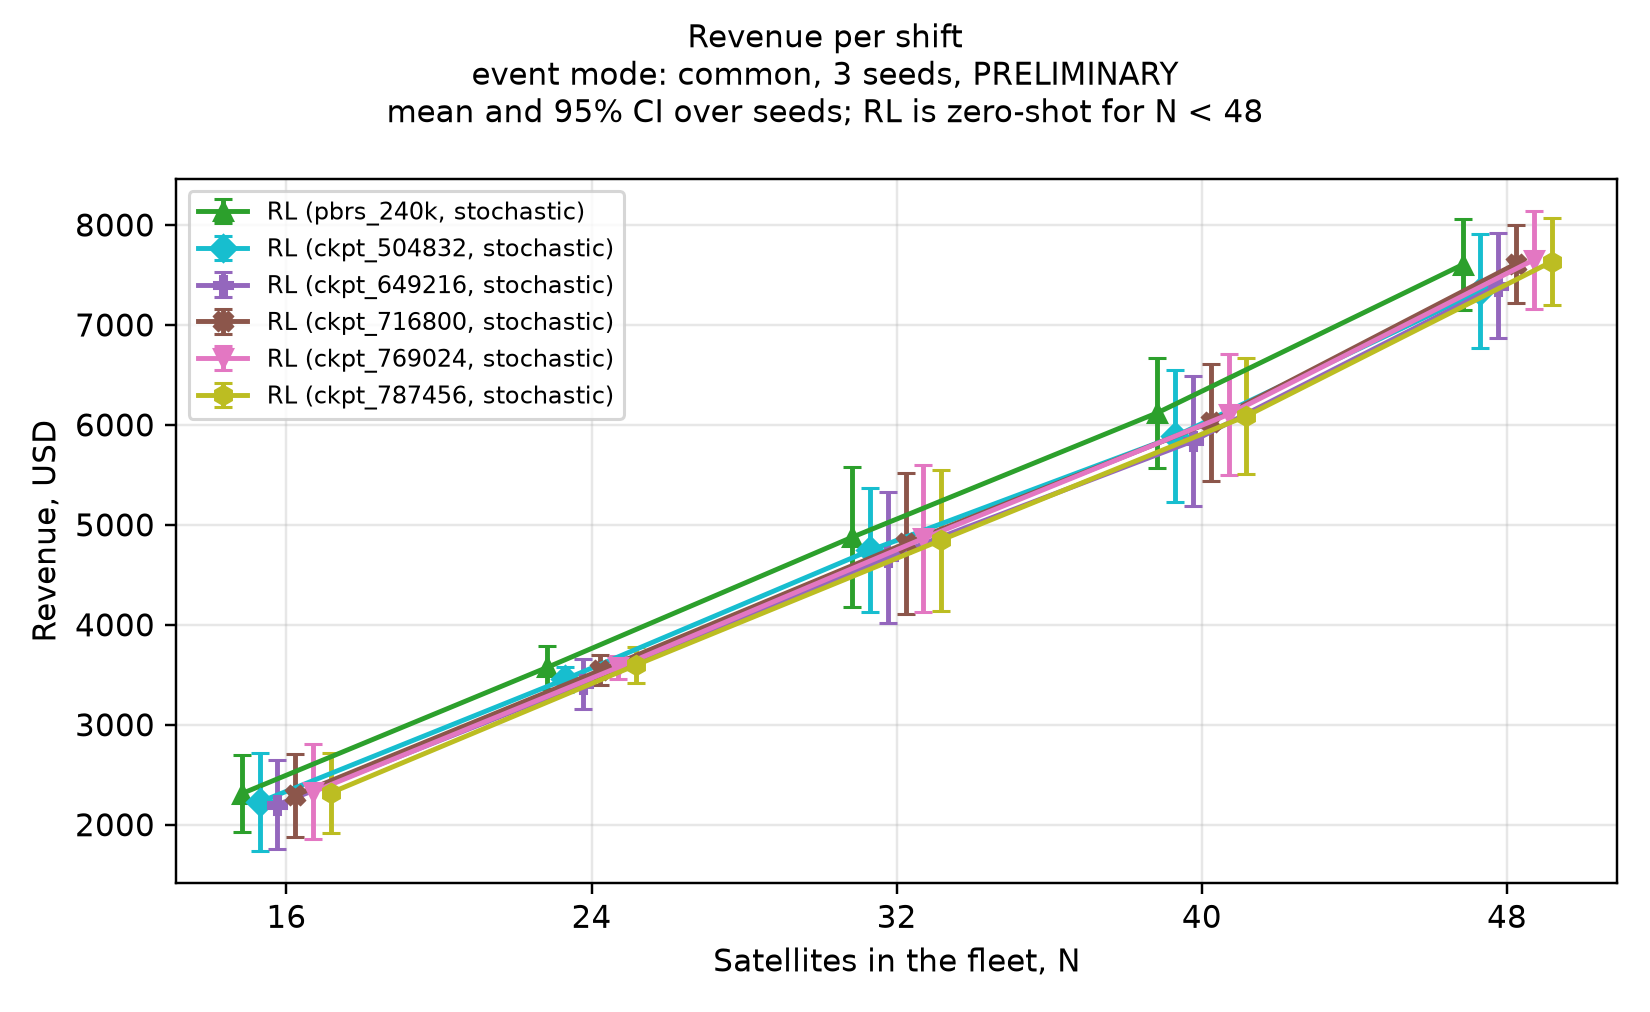 Revenue per shift
event mode: common, 3 seeds, PRELIMINARY
mean and 95% CI over seeds; RL is zero-shot for N < 48
RL (pbrs_240k, stochastic)
RL (ckpt_504832, stochastic)
RL (ckpt_649216, stochastic)
RL (ckpt_716800, stochastic)
RL (ckpt_769024, stochastic)
RL (ckpt_787456, stochastic)
Revenue, USD
8000
7000
6000
5000
4000
3000
2000
16 24 32 40 48
Satellites in the fleet, N